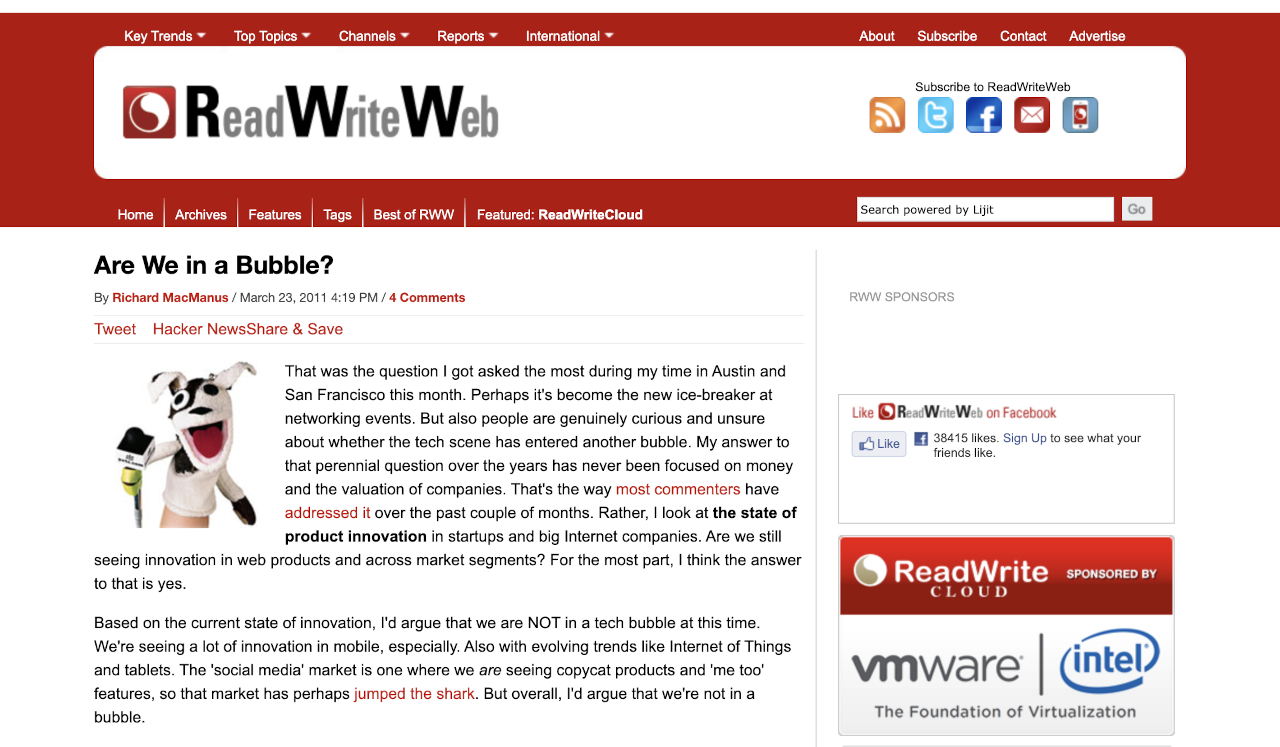 Key Trends Top Topics Channels Reports International About Subscribe Contact Advertise
ReadWriteWeb
Subscribe to ReadWriteWeb
Home Archives Features Tags Best of RWW Featured: ReadWriteCloud
Search powered by Lijit Go
Are We in a Bubble?
By Richard MacManus / March 23, 2011 4:19 PM / 4 Comments
Tweet Hacker NewsShare & Save
That was the question I got asked the most during my time in Austin and
San Francisco this month. Perhaps it's become the new ice-breaker at
networking events. But also people are genuinely curious and unsure
about whether the tech scene has entered another bubble. My answer to
that perennial question over the years has never been focused on money
and the valuation of companies. That's the way most commenters have
addressed it over the past couple of months. Rather, I look at the state of
product innovation in startups and big Internet companies. Are we still
seeing innovation in web products and across market segments? For the most part, I think the answer
to that is yes.
Based on the current state of innovation, I'd argue that we are NOT in a tech bubble at this time.
We're seeing a lot of innovation in mobile, especially. Also with evolving trends like Internet of Things
and tablets. The 'social media' market is one where we are seeing copycat products and 'me too'
features, so that market has perhaps jumped the shark. But overall, I'd argue that we're not in a
bubble.
RWW SPONSORS
Like ReadWriteWeb on Facebook
Like
38415 likes. Sign Up to see what your
friends like.
ReadWrite SPONSORED BY
CLOUD
vmware intel
The Foundation of Virtualization